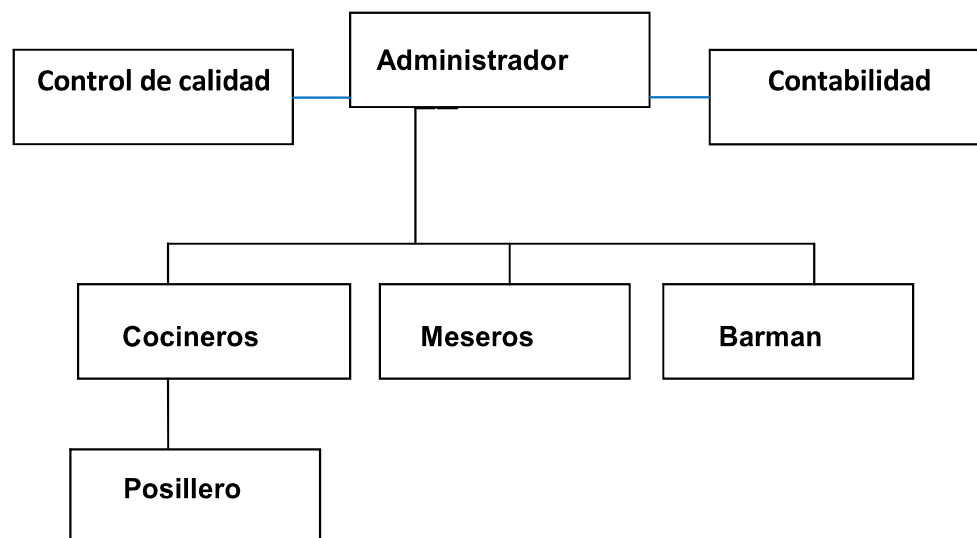 Administrador
Control de calidad
Contabilidad
Cocineros
Meseros
Barman
Posillero